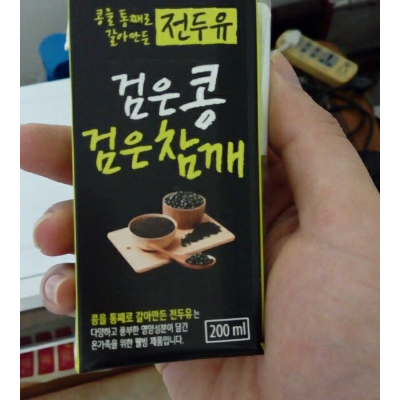 콩을 통째로
갈아만든 전두유
검은콩
검은참깨
콩을 통째로 갈아만든 전두유는
다양하고 풍부한 영양성분이 담긴
온가족을 위한 웰빙 제품입니다.
200 ml